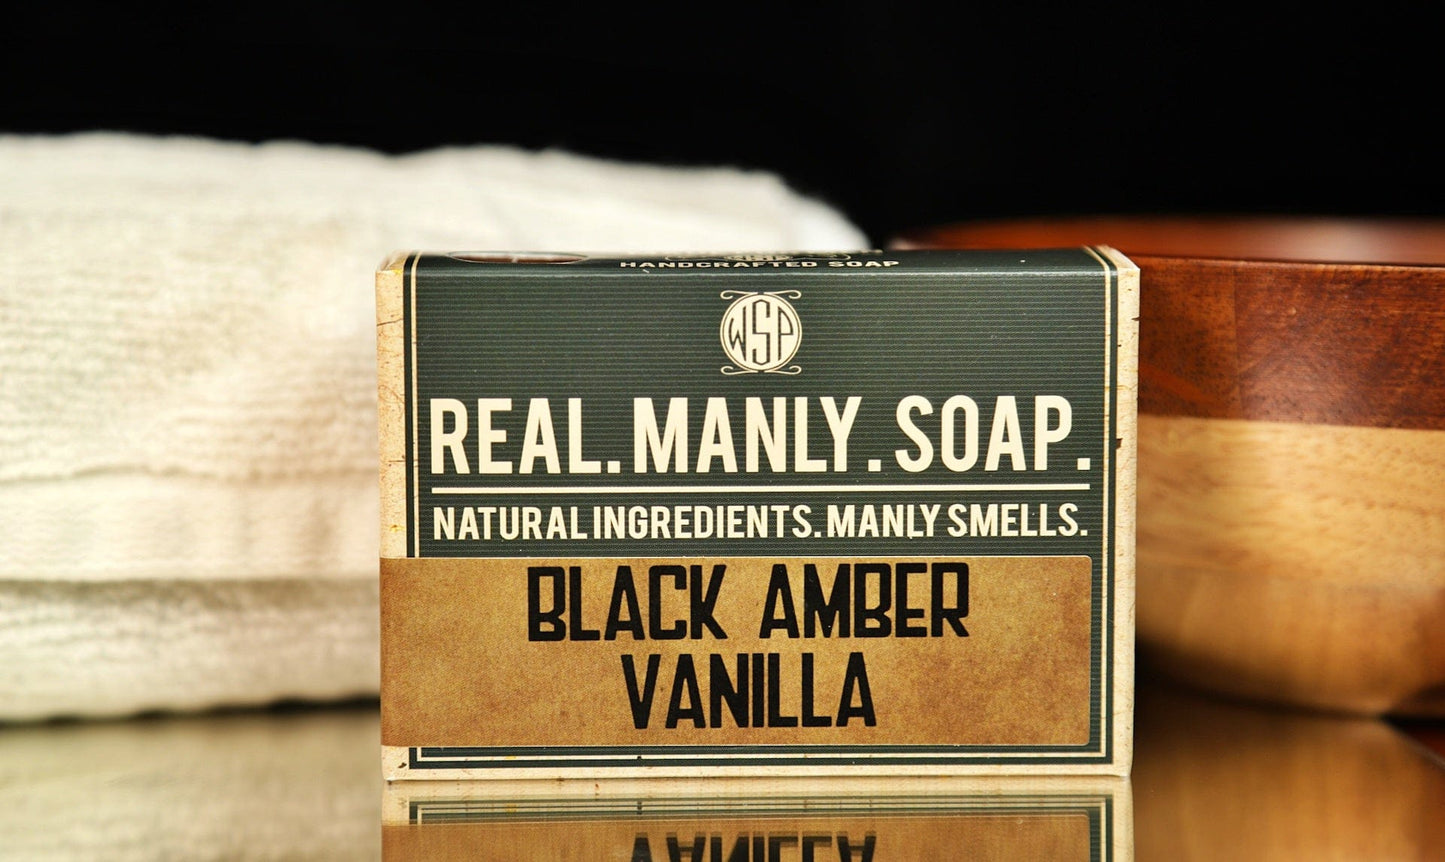 HANDCRAFTED SOAP
WSP
REAL. MANLY. SOAP.
NATURAL INGREDIENTS. MANLY SMELLS.
BLACK AMBER
VANILLA